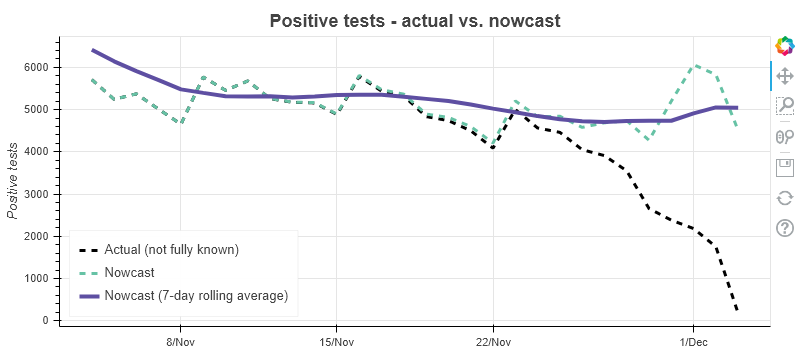 Positive tests - actual vs. nowcast
Positive tests
6000
5000
4000
3000
2000
1000
0
Actual (not fully known)
Nowcast
Nowcast (7-day rolling average)
8/Nov
15/Nov
22/Nov
1/Dec